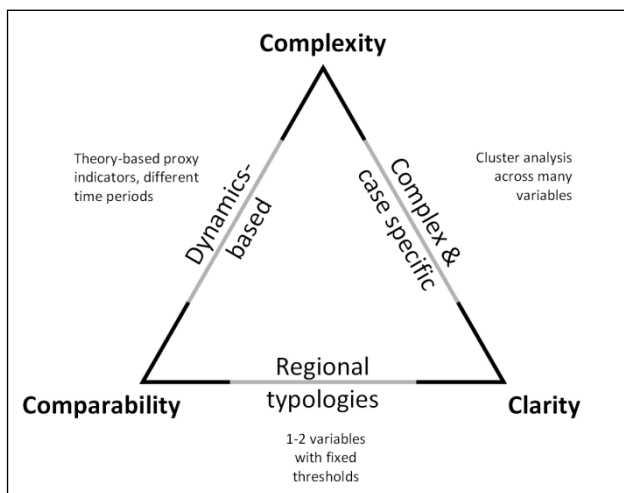 Complexity
Theory-based proxy
indicators, different
time periods
Dynamics-
based
Complex &
case specific
Cluster analysis
across many
variables
Comparability
Regional
typologies
Clarity
1-2 variables
with fixed
thresholds